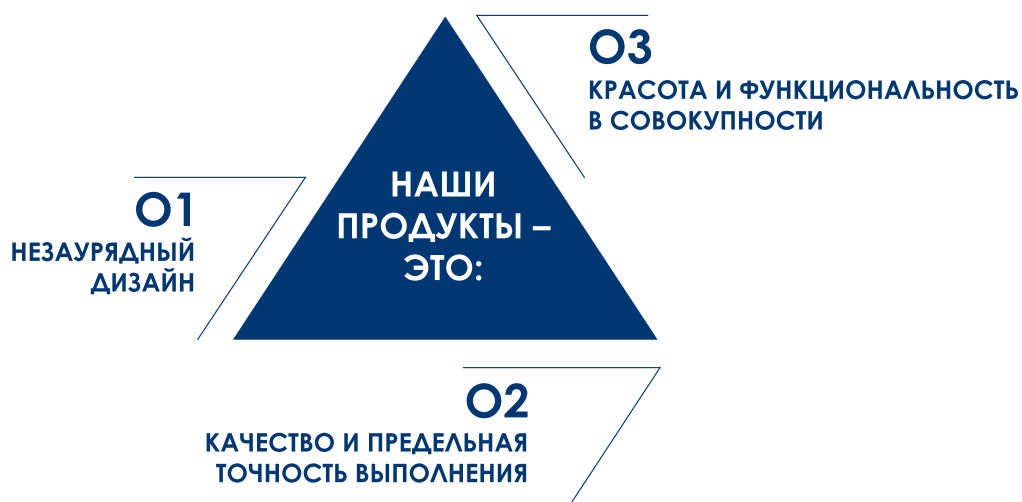 НАШИ
ПРОДУКТЫ –
ЭТО:
01
НЕЗАУРЯДНЫЙ
ДИЗАЙН
02
КАЧЕСТВО И ПРЕДЕЛЬНАЯ
ТОЧНОСТЬ ВЫПОЛНЕНИЯ
03
КРАСОТА И ФУНКЦИОНАЛЬНОСТЬ
В СОВОКУПНОСТИ